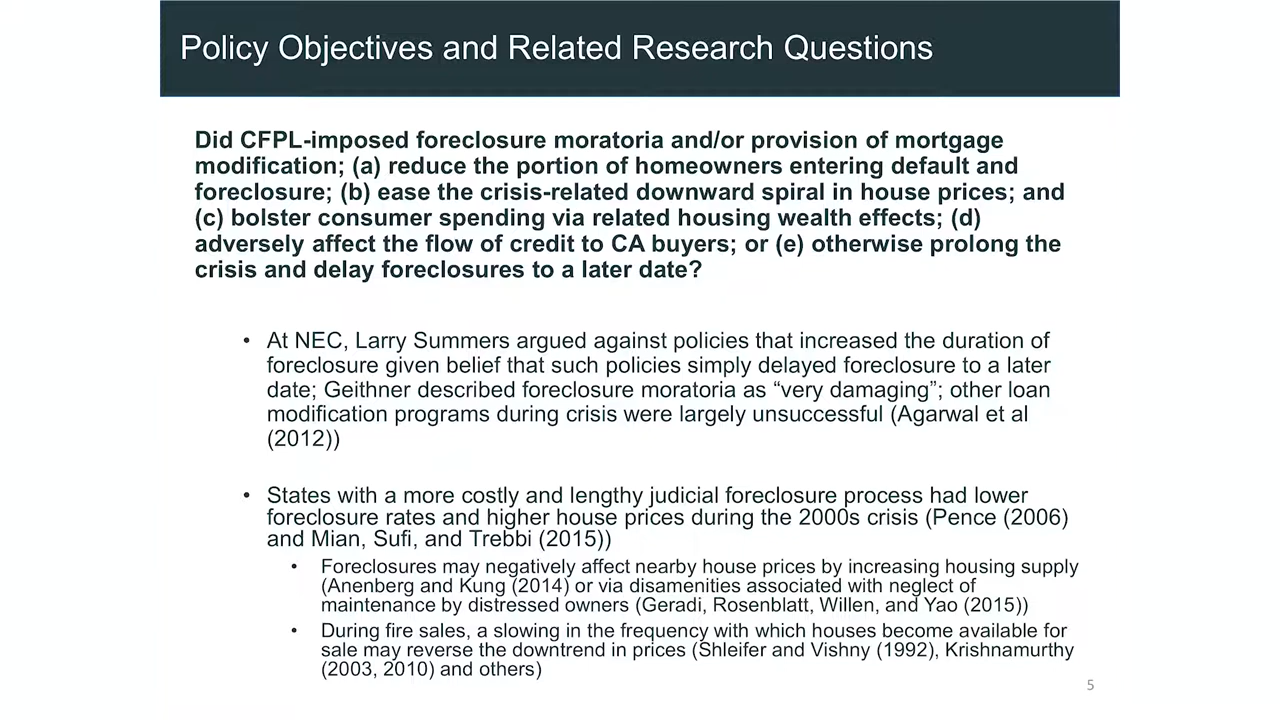 Policy Objectives and Related Research Questions
Did CFPL-imposed foreclosure moratoria and/or provision of mortgage
modification; (a) reduce the portion of homeowners entering default and
foreclosure; (b) ease the crisis-related downward spiral in house prices; and
(c) bolster consumer spending via related housing wealth effects; (d)
adversely affect the flow of credit to CA buyers; or (e) otherwise prolong the
crisis and delay foreclosures to a later date?
• At NEC, Larry Summers argued against policies that increased the duration of
foreclosure given belief that such policies simply delayed foreclosure to a later
date; Geithner described foreclosure moratoria as “very damaging”; other loan
modification programs during crisis were largely unsuccessful (Agarwal et al
(2012))
• States with a more costly and lengthy judicial foreclosure process had lower
foreclosure rates and higher house prices during the 2000s crisis (Pence (2006)
and Mian, Sufi, and Trebbi (2015))
• Foreclosures may negatively affect nearby house prices by increasing housing supply
(Anenberg and Kung (2014) or via disamenities associated with neglect of
maintenance by distressed owners (Geradi, Rosenblatt, Willen, and Yao (2015))
• During fire sales, a slowing in the frequency with which houses become available for
sale may reverse the downtrend in prices (Shleifer and Vishny (1992), Krishnamurthy
(2003, 2010) and others)
5